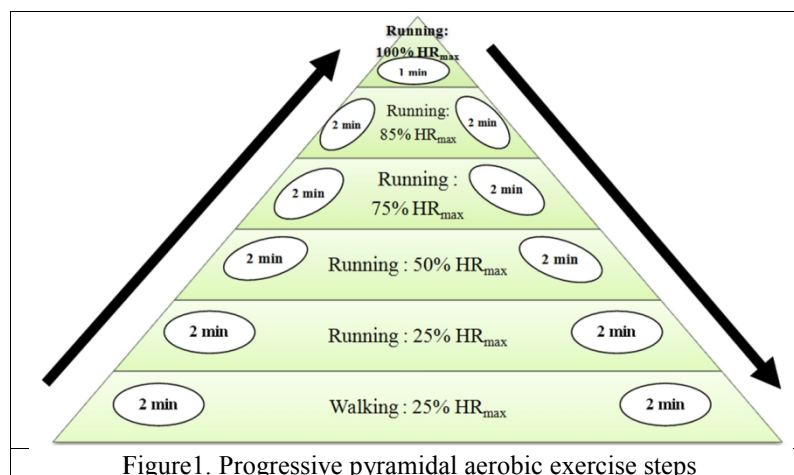 Running:
100% HRmax
1 min
2 min
Running:
85% HRmax
2 min
2 min
Running :
75% HRmax
2 min
2 min
Running : 50% HRmax
2 min
2 min
Running : 25% HRmax
2 min
2 min
Walking : 25% HRmax
2 min
Figure1. Progressive pyramidal aerobic exercise steps